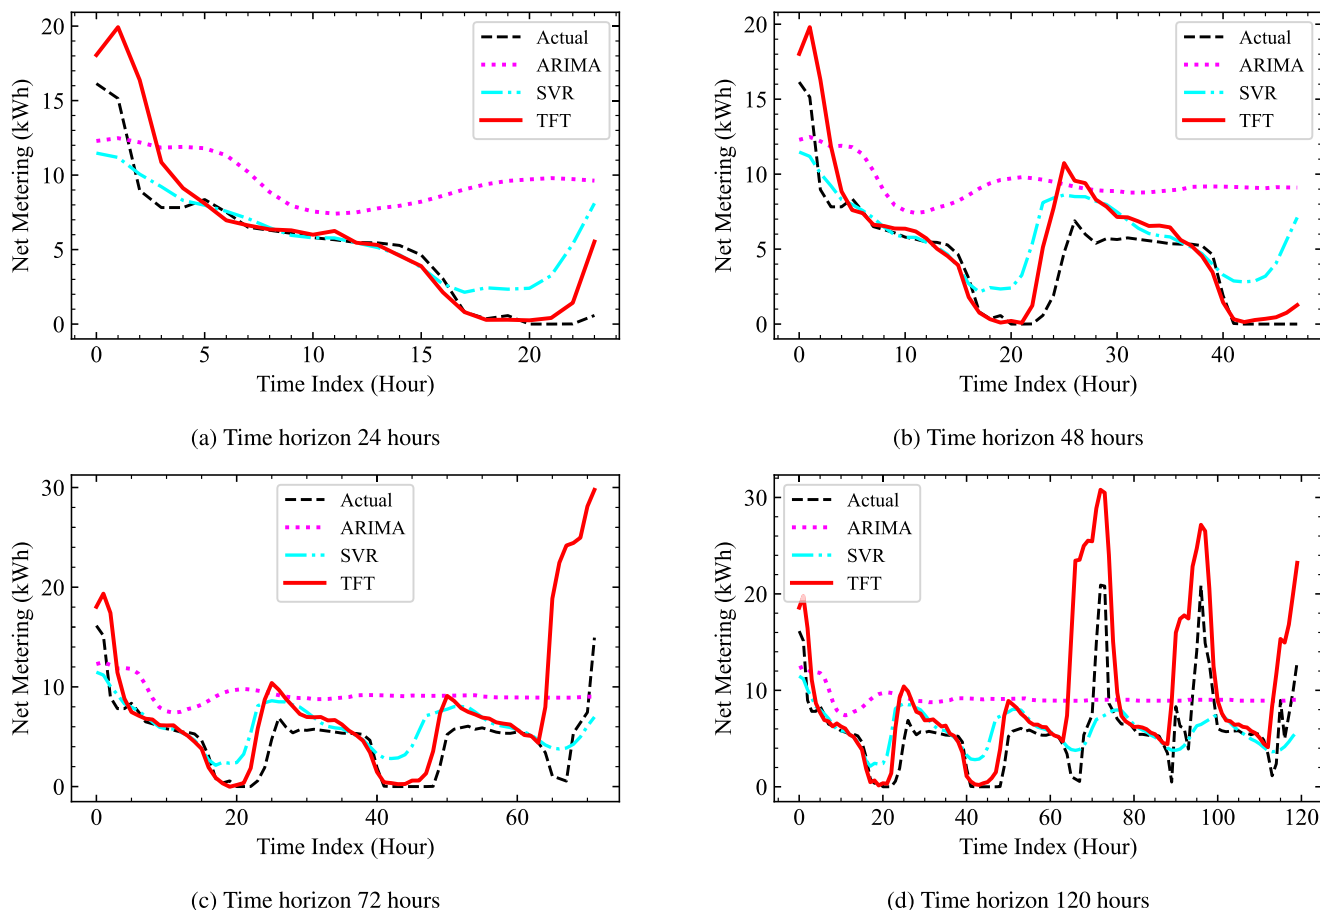 20
15
10
5
0
Net Metering (kWh)
Actual
ARIMA
SVR
TFT
0 5 10 15 20
Time Index (Hour)
(a) Time horizon 24 hours
20
15
10
5
0
Net Metering (kWh)
Actual
ARIMA
SVR
TFT
0 10 20 30 40
Time Index (Hour)
(b) Time horizon 48 hours
30
20
10
0
Net Metering (kWh)
Actual
ARIMA
SVR
TFT
0 20 40 60
Time Index (Hour)
(c) Time horizon 72 hours
30
20
10
0
Net Metering (kWh)
Actual
ARIMA
SVR
TFT
0 20 40 60 80 100 120
Time Index (Hour)
(d) Time horizon 120 hours